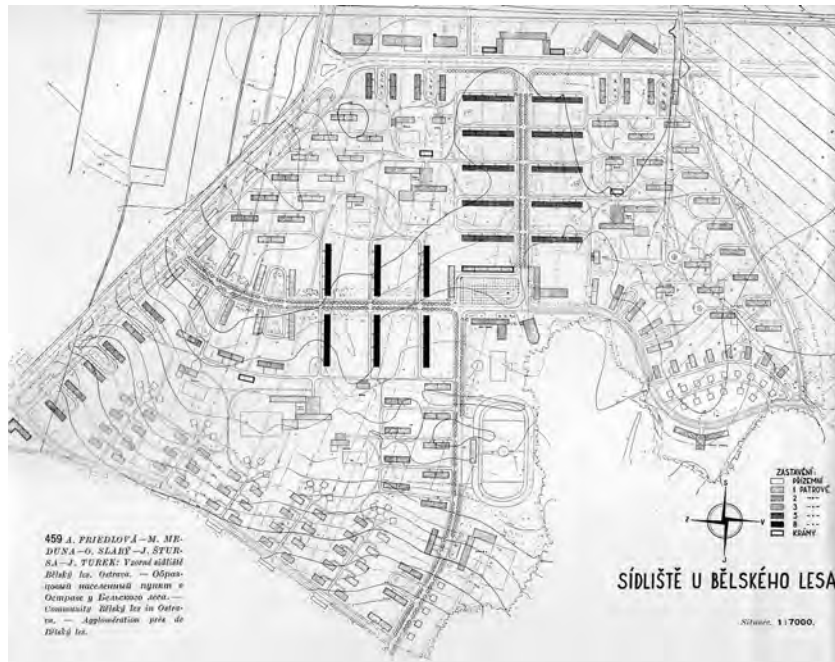 ZASTAVĚNÍ:
PŘÍZEMNÍ
1 PATROVÉ
2 -„-
3 -„-
5 -„-
8 -„-
KRÁMY
S
Z V
J
SÍDLIŠTĚ U BĚLSKÉHO LESA
Situace, 1:7000.
459 A. FRIEDLOVÁ—M. ME-
DUNA—O. SLABÝ—J. ŠTUR-
SA—J. TUREK: Vzorné sídliště
Bělský les, Ostrava. — Образ-
цовый населенный пункт в
Остраве у Бельского леса. —
Community Bělský les in Ostra-
va. — Agglomération près de
Bělský les.